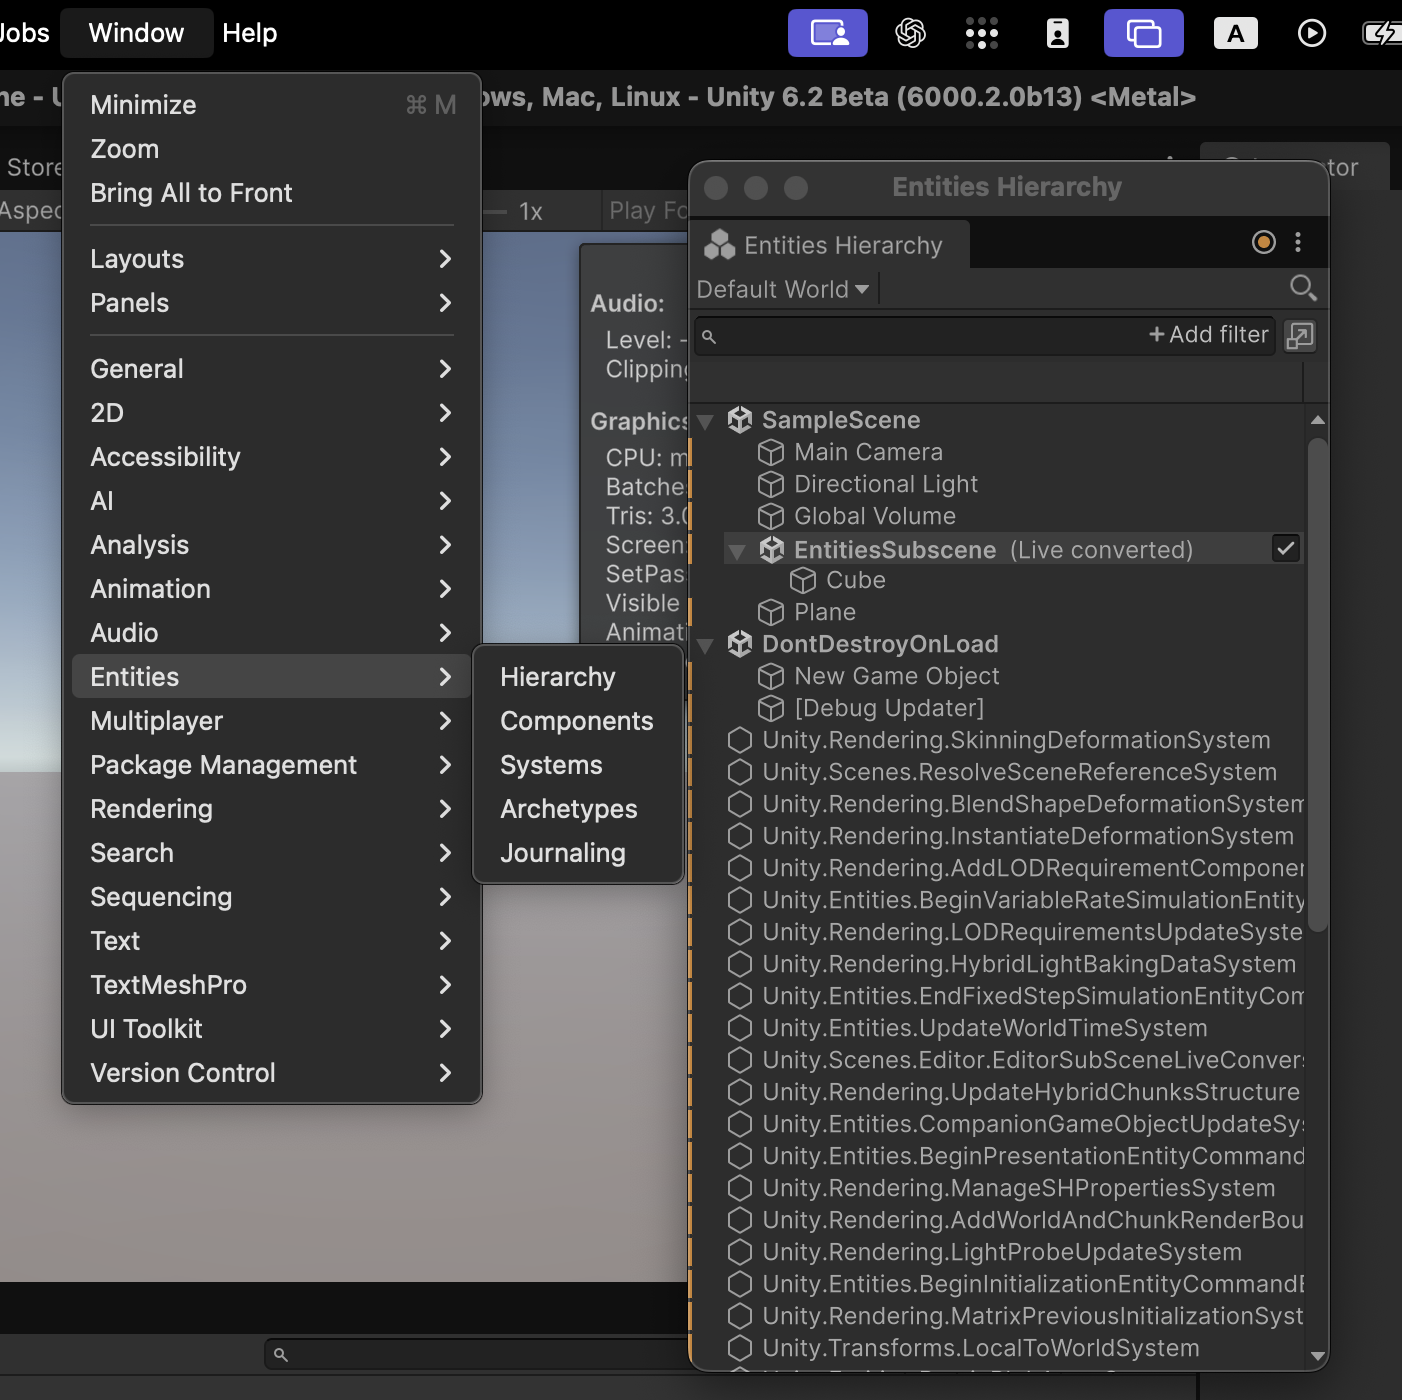 Jobs Window Help A
ne - U ows, Mac, Linux - Unity 6.2 Beta (6000.2.0b13) <Metal>
Minimize ⌘ M
Zoom
Bring All to Front
Layouts
Panels
General
2D
Accessibility
AI
Analysis
Animation
Audio
Entities
Multiplayer
Package Management
Rendering
Search
Sequencing
Text
TextMeshPro
UI Toolkit
Version Control
Hierarchy
Components
Systems
Archetypes
Journaling
Store
Aspec
1x Play Fo
Audio:
Level: -
Clipping
Graphics
CPU: m
Batches
Tris: 3.0
Screen
SetPas
Visible
Animati
tor
Entities Hierarchy
Entities Hierarchy
Default World
+ Add filter
SampleScene
Main Camera
Directional Light
Global Volume
EntitiesSubscene (Live converted)
Cube
Plane
DontDestroyOnLoad
New Game Object
[Debug Updater]
Unity.Rendering.SkinningDeformationSystem
Unity.Scenes.ResolveSceneReferenceSystem
Unity.Rendering.BlendShapeDeformationSystem
Unity.Rendering.InstantiateDeformationSystem
Unity.Rendering.AddLODRequirementComponen
Unity.Entities.BeginVariableRateSimulationEntity
Unity.Rendering.LODRequirementsUpdateSyste
Unity.Rendering.HybridLightBakingDataSystem
Unity.Entities.EndFixedStepSimulationEntityCom
Unity.Entities.UpdateWorldTimeSystem
Unity.Scenes.Editor.EditorSubSceneLiveConvers
Unity.Rendering.UpdateHybridChunksStructure
Unity.Entities.CompanionGameObjectUpdateSys
Unity.Entities.BeginPresentationEntityCommand
Unity.Rendering.ManageSHPropertiesSystem
Unity.Rendering.AddWorldAndChunkRenderBou
Unity.Rendering.LightProbeUpdateSystem
Unity.Entities.BeginInitializationEntityCommandB
Unity.Rendering.MatrixPreviousInitializationSyst
Unity.Transforms.LocalToWorldSystem